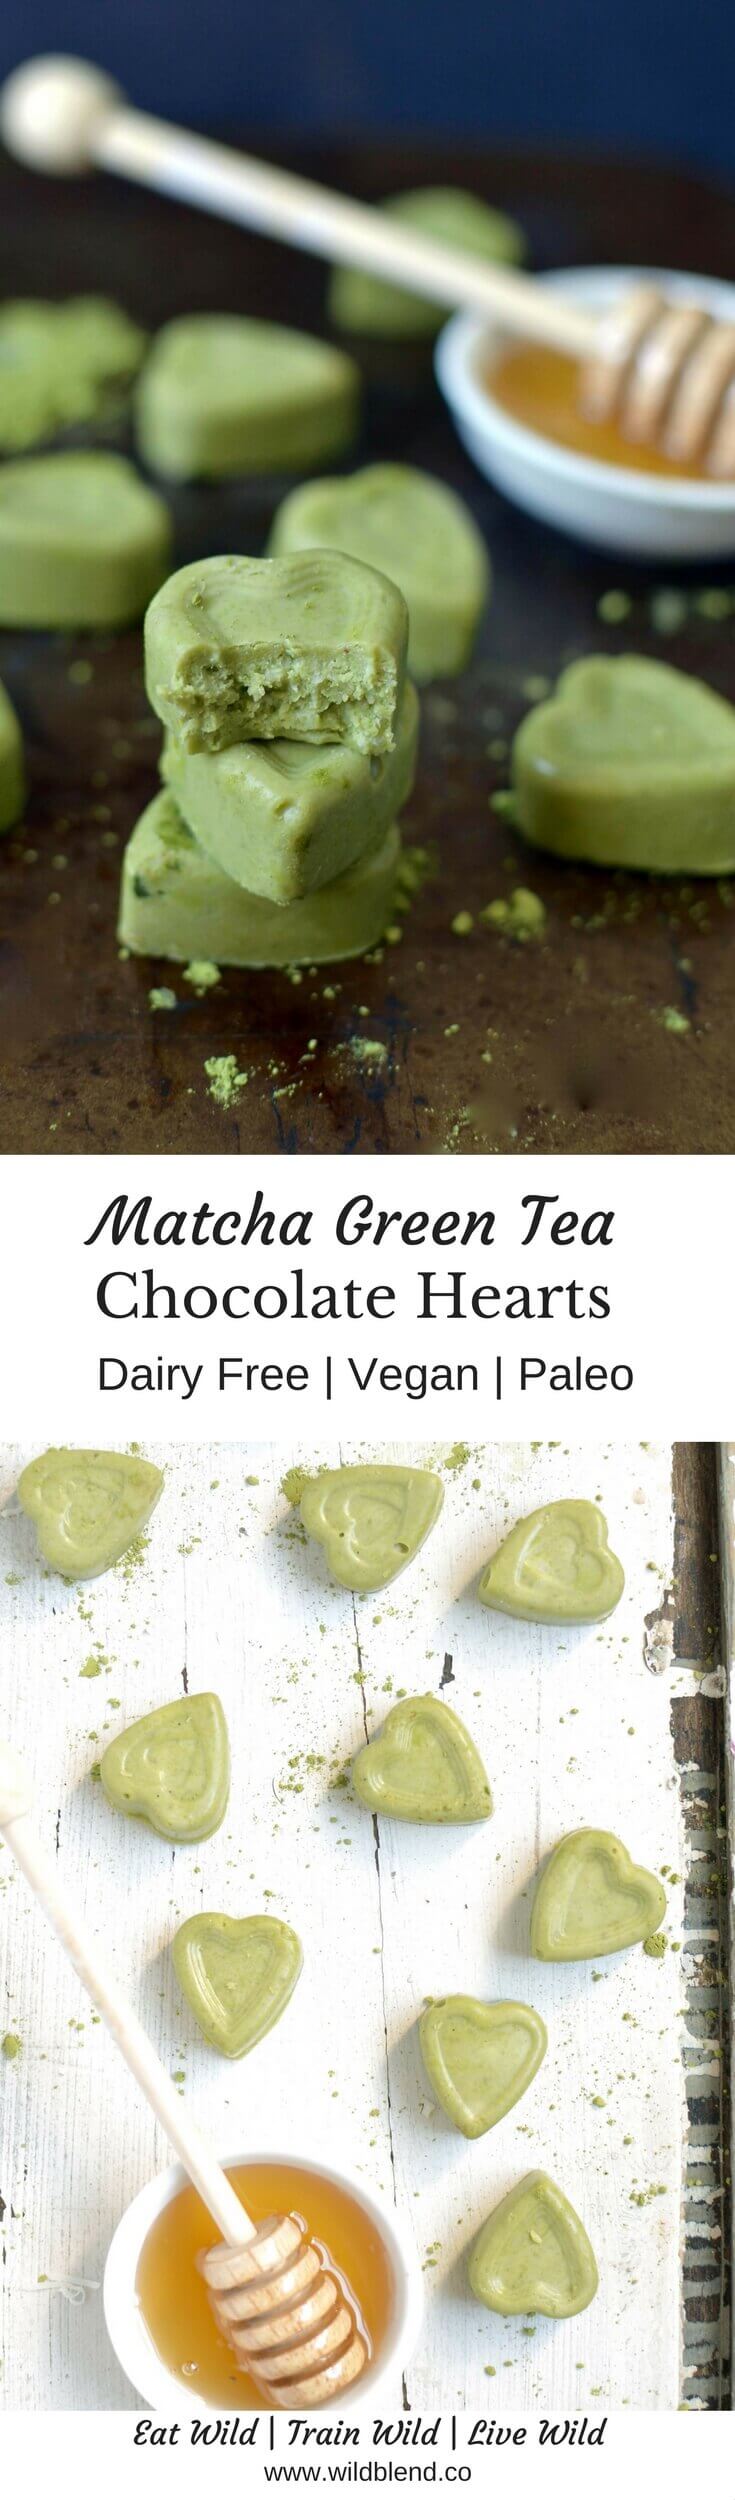 Matcha Green Tea
Chocolate Hearts
Dairy Free | Vegan | Paleo
Eat Wild | Train Wild | Live Wild
www.wildblend.co